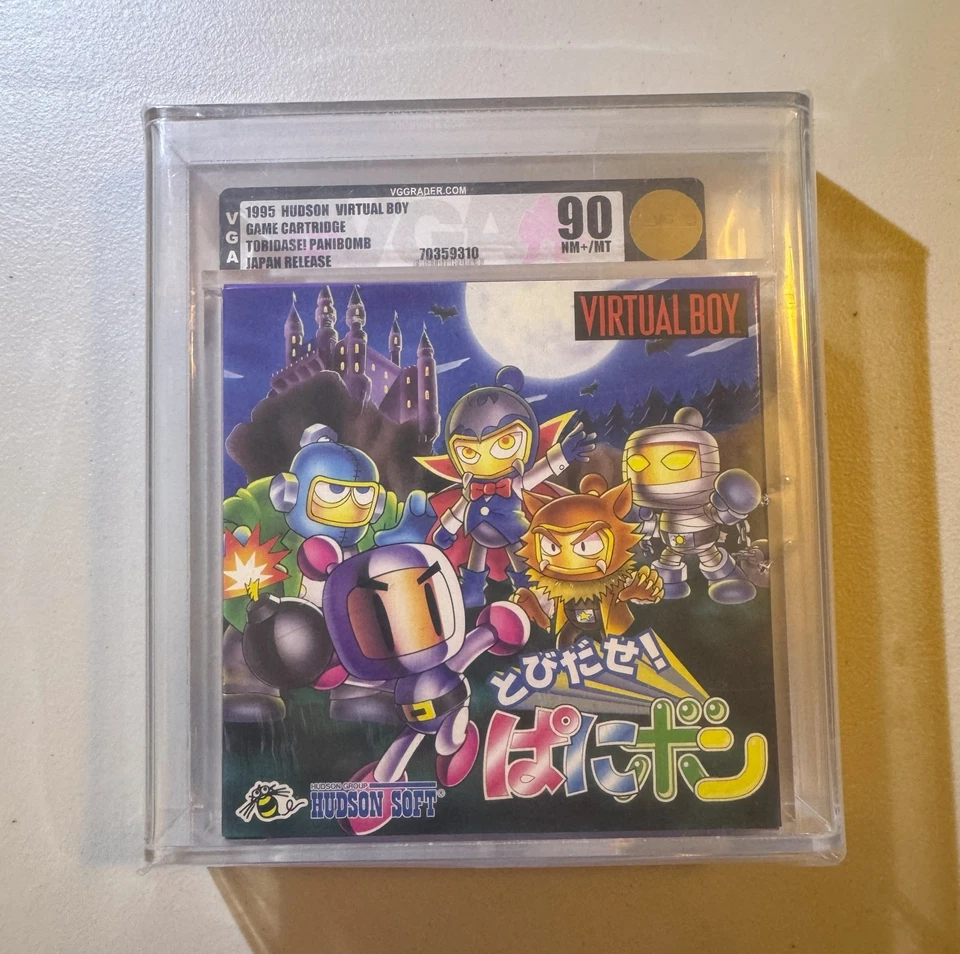 VGGRADER.COM
VGA
1995 HUDSON VIRTUAL BOY
GAME CARTRIDGE
TORIDASE! PANIBOMB
JAPAN RELEASE
70359310
90
NM+/MT
VIRTUAL BOY
とびだせ!
ぱにボン
HUDSON GROUP
HUDSON SOFT®